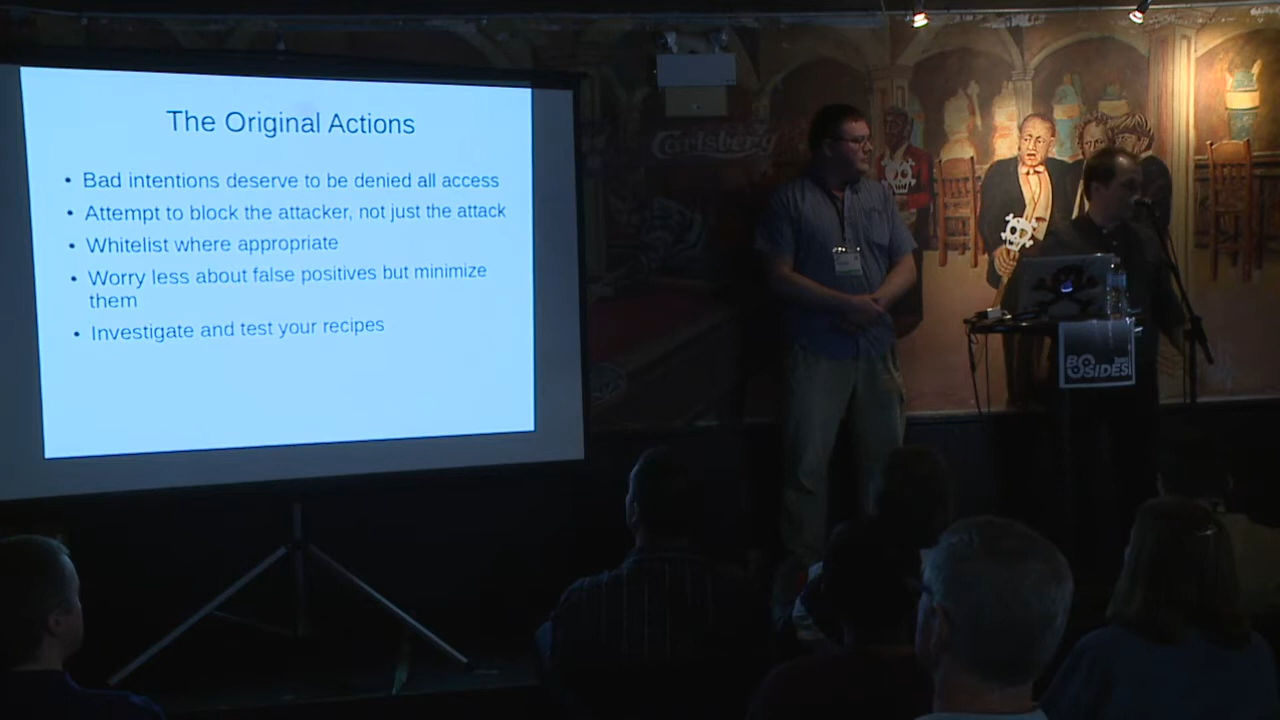 The Original Actions
• Bad intentions deserve to be denied all access
• Attempt to block the attacker, not just the attack
• Whitelist where appropriate
• Worry less about false positives but minimize
them
• Investigate and test your recipes
Carlsberg
BSIDES